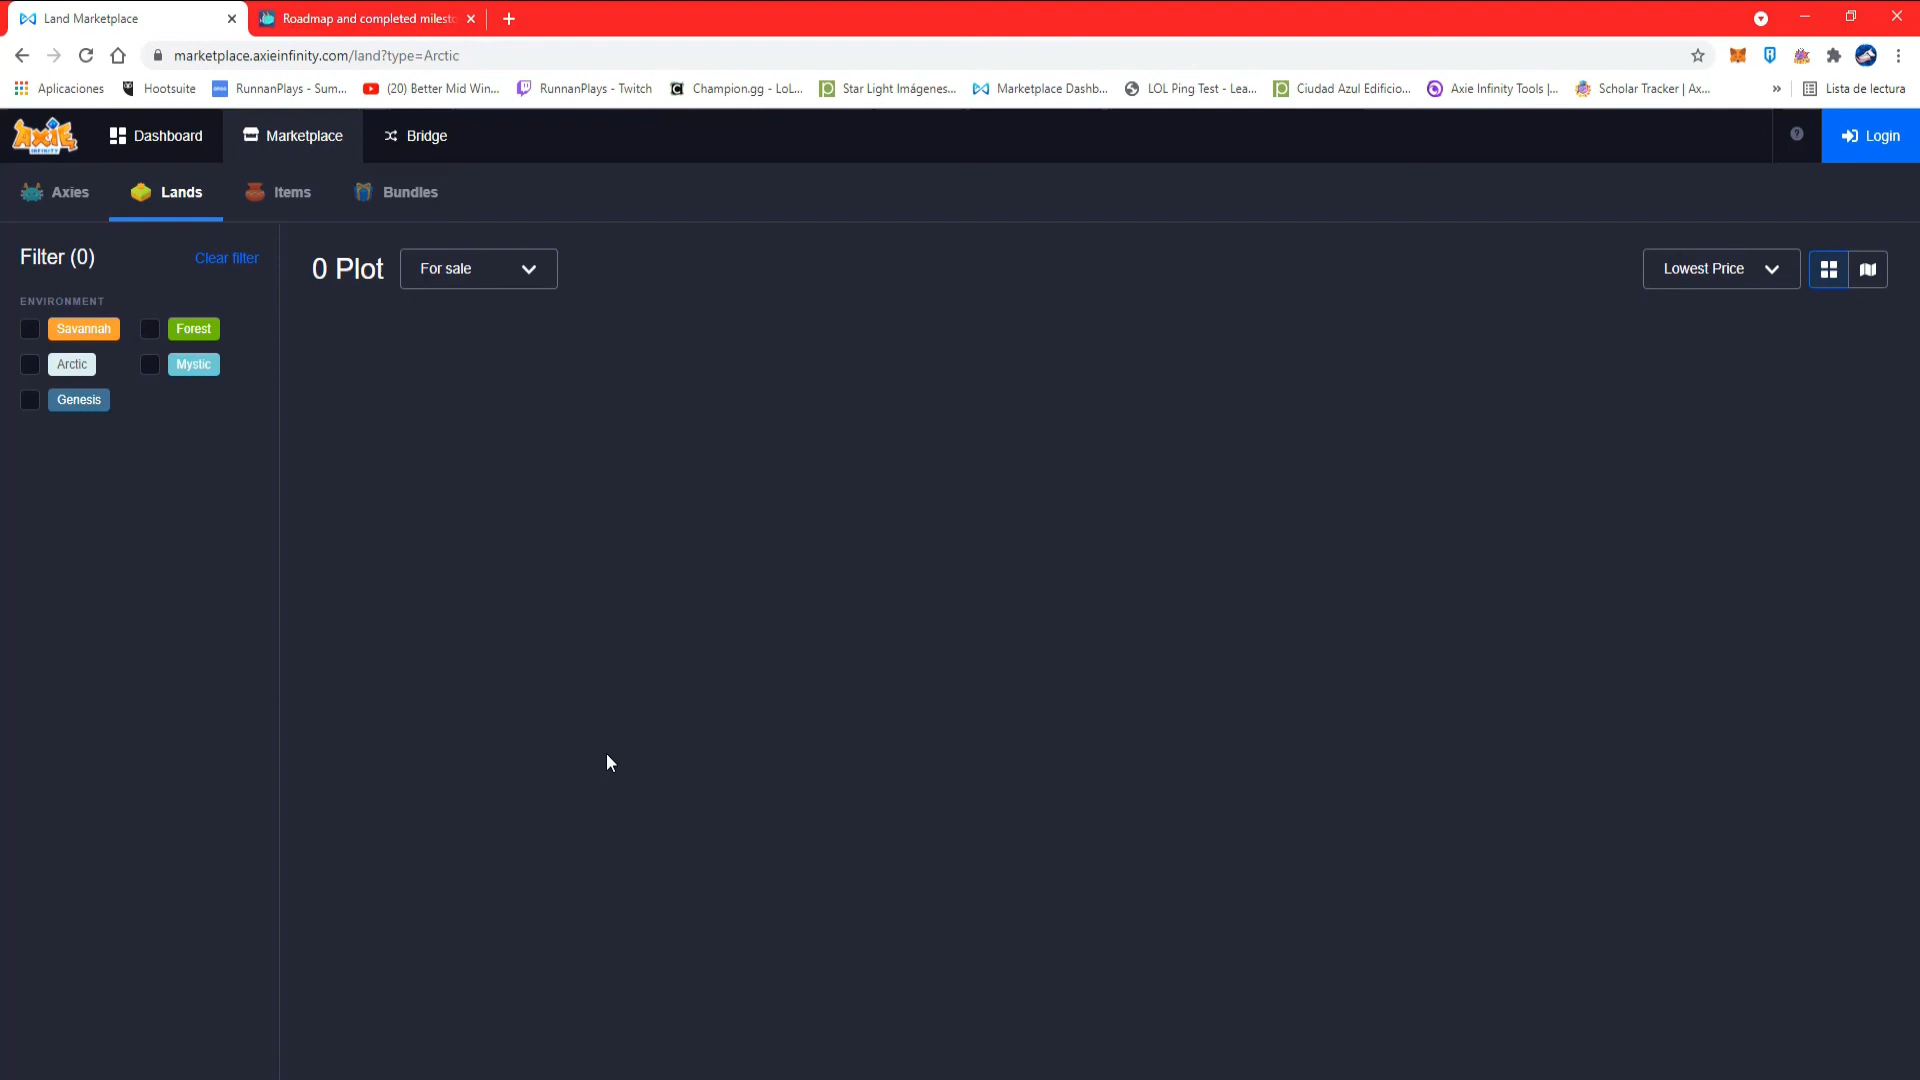 Land Marketplace
Roadmap and completed milest
marketplace.axieinfinity.com/land?type=Arctic
Aplicaciones
Hootsuite
RunnanPlays - Sum...
(20) Better Mid Win...
RunnanPlays - Twitch
Champion.gg - LoL...
Star Light Imágenes...
Marketplace Dashb...
LOL Ping Test - Lea...
Ciudad Azul Edificio...
Axie Infinity Tools |...
Scholar Tracker | Ax...
»
Lista de lectura
AXIE INFINITY
Dashboard
Marketplace
Bridge
?
Login
Axies
Lands
Items
Bundles
Filter (0)
Clear filter
0 Plot
For sale
Lowest Price
ENVIRONMENT
Savannah
Forest
Arctic
Mystic
Genesis